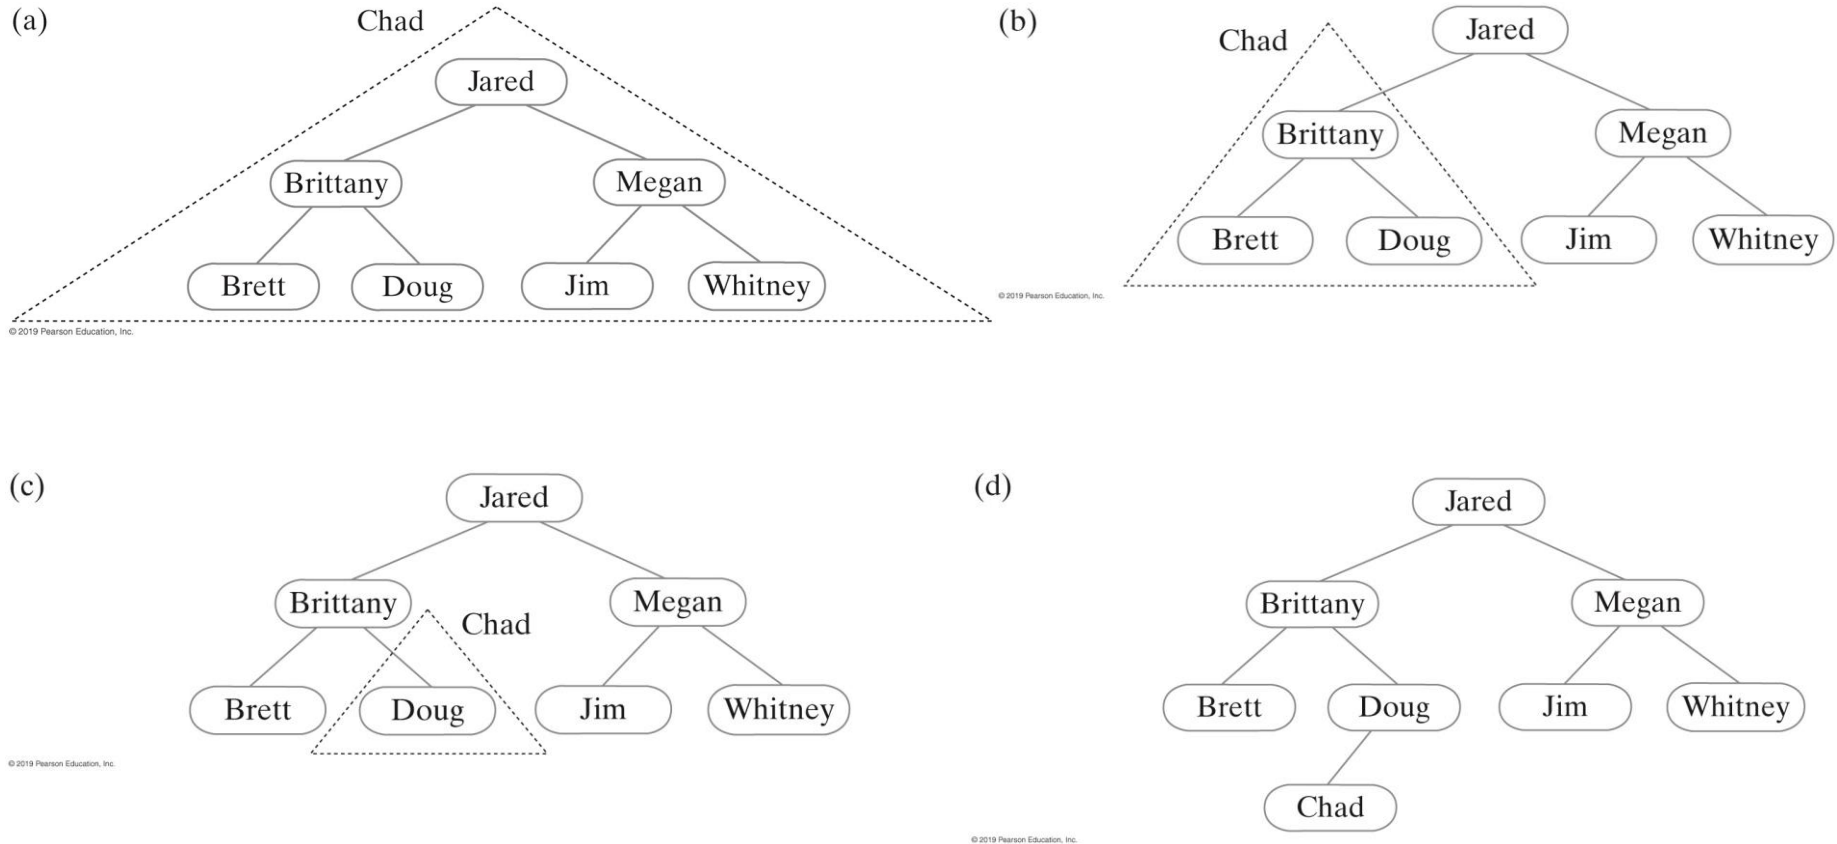 (a)
Chad
Jared
Brittany Megan
Brett Doug Jim Whitney
© 2019 Pearson Education, Inc.
(b)
Chad
Jared
Brittany Megan
Brett Doug Jim Whitney
© 2019 Pearson Education, Inc.
(c)
Jared
Brittany Megan
Chad
Brett Doug Jim Whitney
© 2019 Pearson Education, Inc.
(d)
Jared
Brittany Megan
Brett Doug Jim Whitney
Chad
© 2019 Pearson Education, Inc.